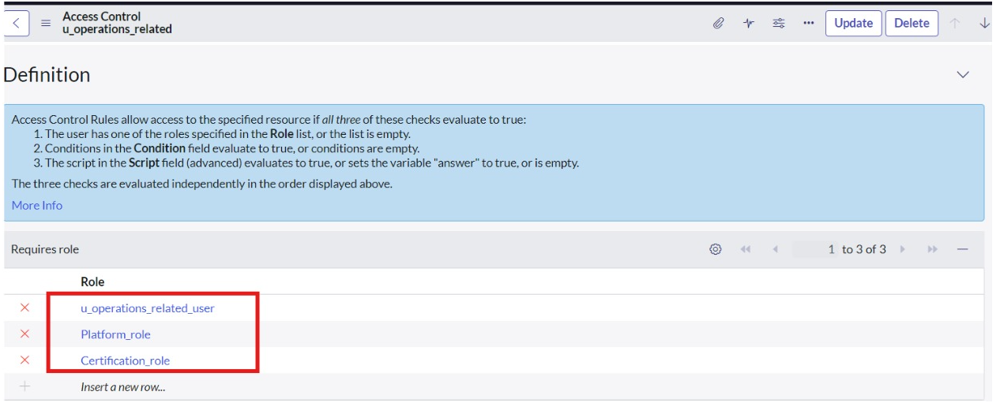 Access Control
u_operations_related
Update
Delete
Definition
Access Control Rules allow access to the specified resource if all three of these checks evaluate to true:
1. The user has one of the roles specified in the Role list, or the list is empty.
2. Conditions in the Condition field evaluate to true, or conditions are empty.
3. The script in the Script field (advanced) evaluates to true, or sets the variable "answer" to true, or is empty.
The three checks are evaluated independently in the order displayed above.
More Info
Requires role
1 to 3 of 3
Role
u_operations_related_user
Platform_role
Certification_role
Insert a new row...